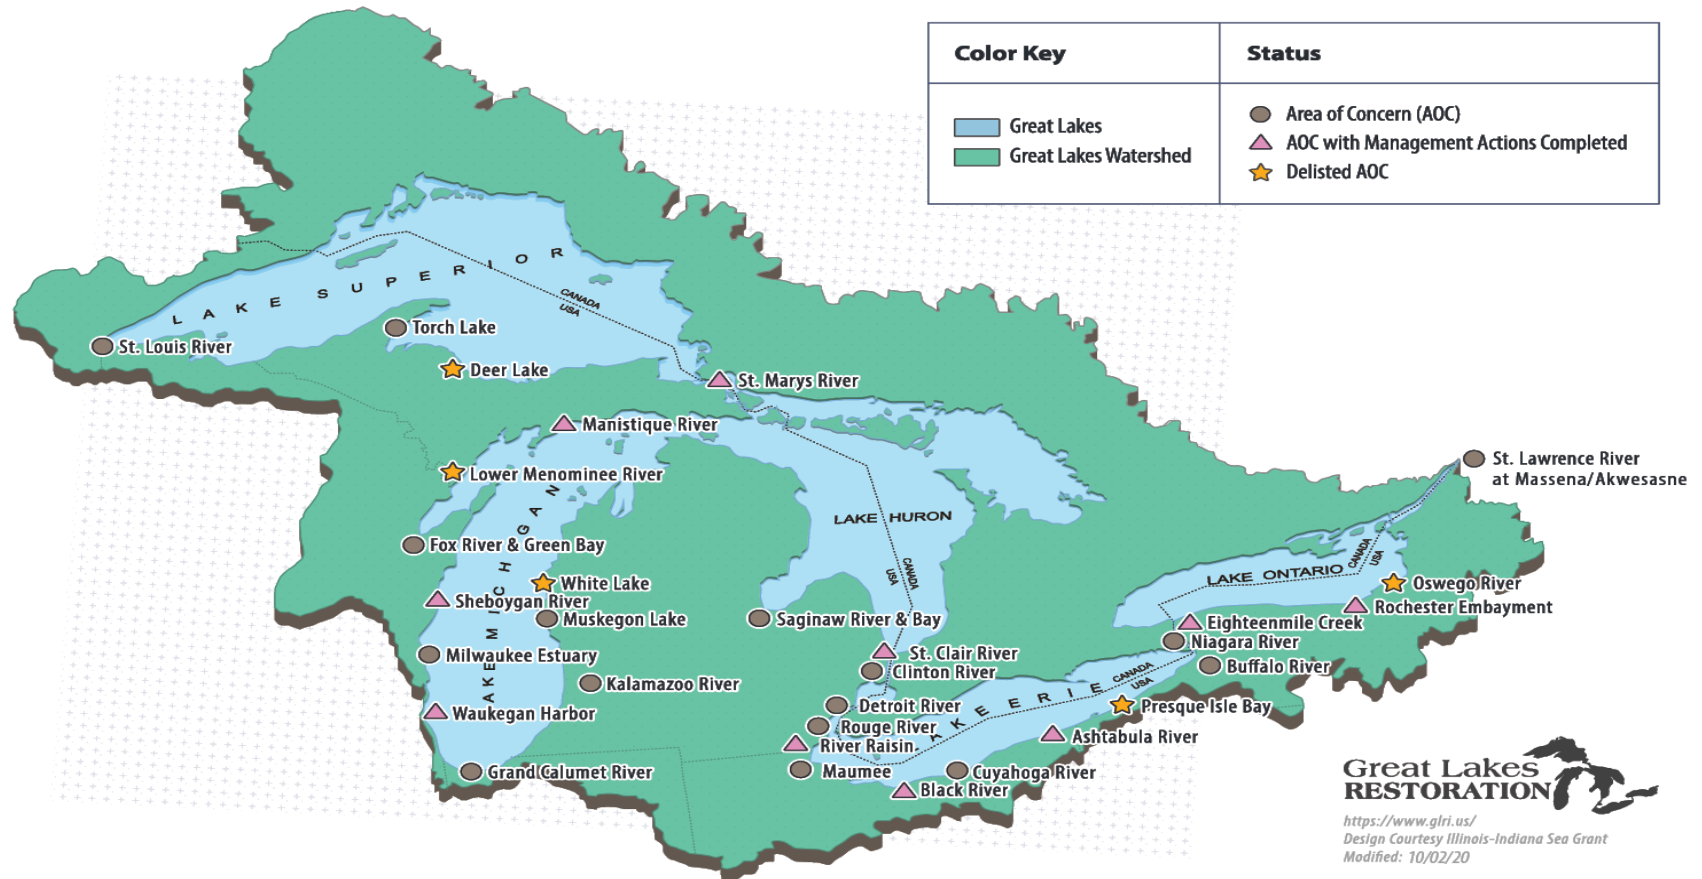 Color Key
Status
Great Lakes
Great Lakes Watershed
Area of Concern (AOC)
AOC with Management Actions Completed
Delisted AOC
LAKE SUPERIOR
CANADA
USA
Torch Lake
St. Louis River
Deer Lake
St. Marys River
Manistique River
Lower Menominee River
St. Lawrence River
at Massena/Akwesasne
LAKE MICHIGAN
LAKE HURON
CANADA
USA
Fox River & Green Bay
White Lake
Sheboygan River
Muskegon Lake
Saginaw River & Bay
Milwaukee Estuary
Kalamazoo River
Waukegan Harbor
Grand Calumet River
LAKE ONTARIO
CANADA
USA
Oswego River
Rochester Embayment
Eighteenmile Creek
Niagara River
Buffalo River
St. Clair River
Clinton River
LAKE ERIE
CANADA
USA
Detroit River
Presque Isle Bay
Rouge River
Ashtabula River
River Raisin
Maumee
Cuyahoga River
Black River
Great Lakes
RESTORATION
https://www.glri.us/
Design Courtesy Illinois-Indiana Sea Grant
Modified: 10/02/20